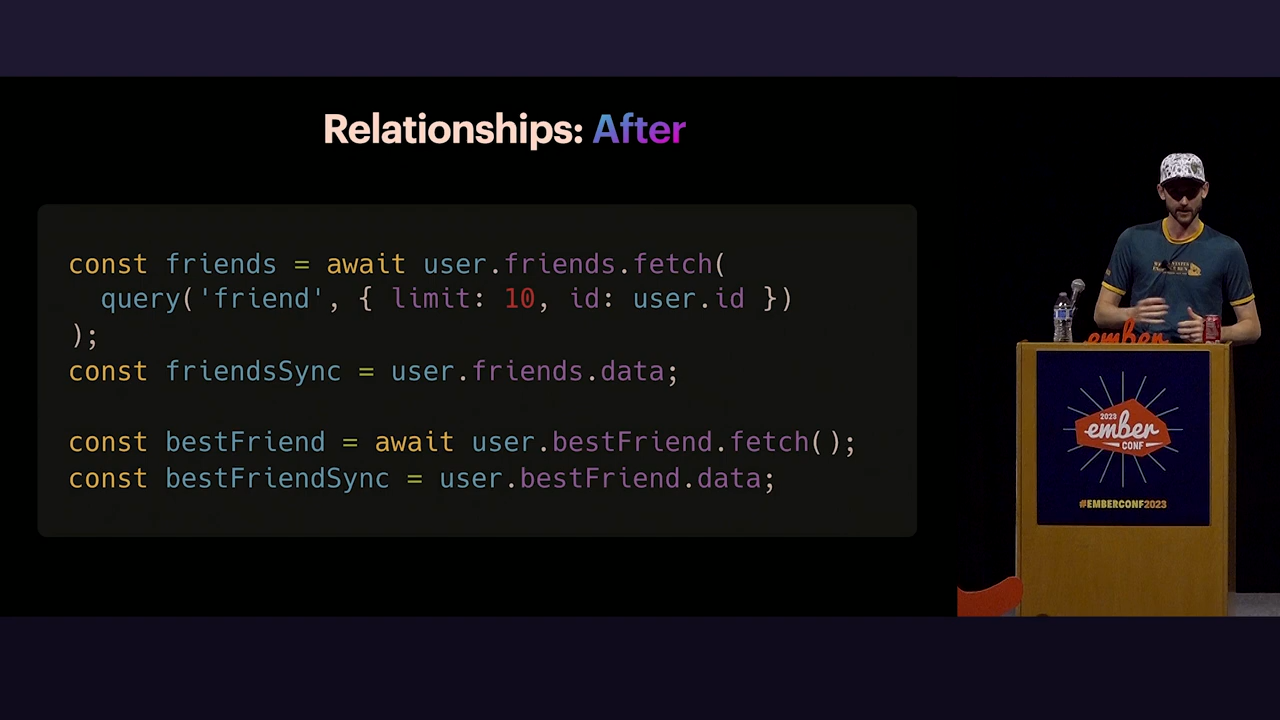 Relationships: After
const friends = await user.friends.fetch(
  query('friend', { limit: 10, id: user.id })
);
const friendsSync = user.friends.data;
const bestFriend = await user.bestFriend.fetch();
const bestFriendSync = user.bestFriend.data;
ember
2023
ember
CONF
#EMBERCONF2023